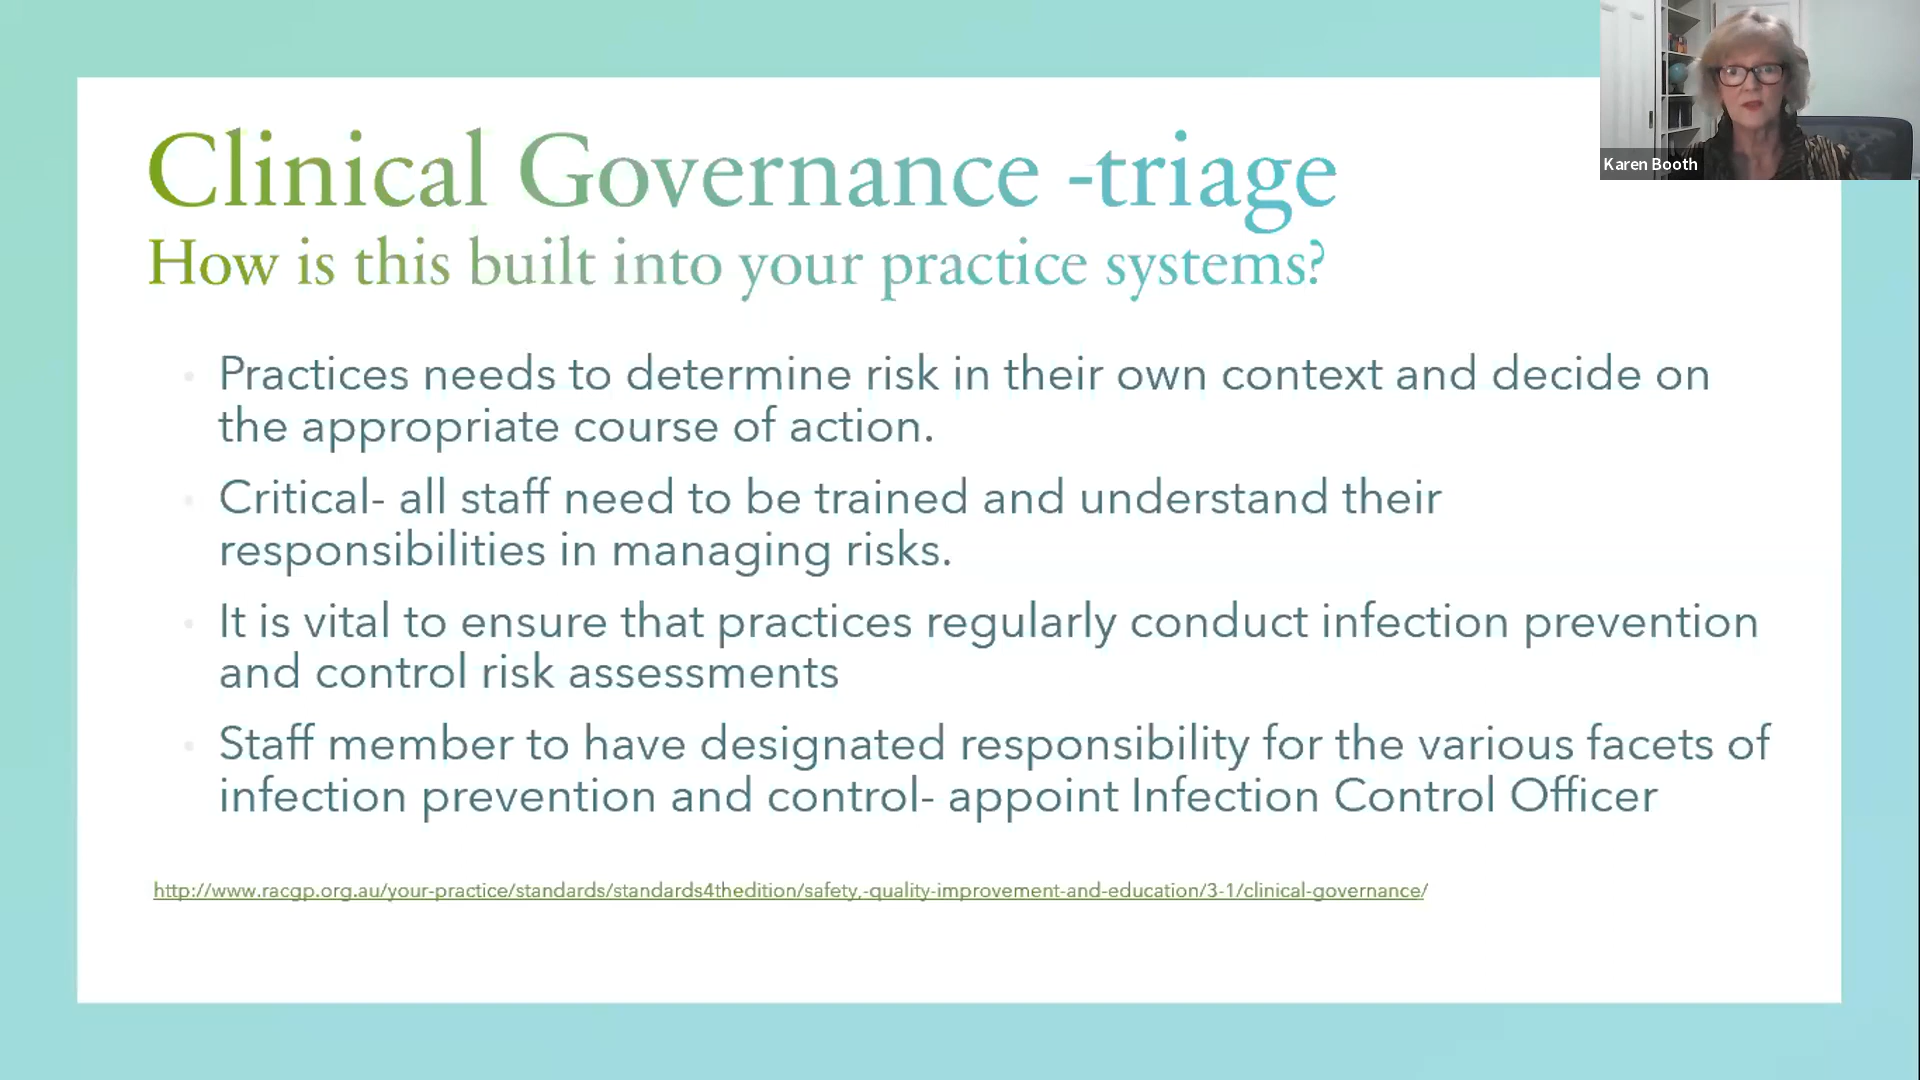 Clinical Governance -triage
How is this built into your practice systems?
Karen Booth
Practices needs to determine risk in their own context and decide on
the appropriate course of action.
Critical- all staff need to be trained and understand their
responsibilities in managing risks.
It is vital to ensure that practices regularly conduct infection prevention
and control risk assessments
Staff member to have designated responsibility for the various facets of
infection prevention and control- appoint Infection Control Officer
http://www.racgp.org.au/your-practice/standards/standards4thedition/safety,-quality-improvement-and-education/3-1/clinical-governance/